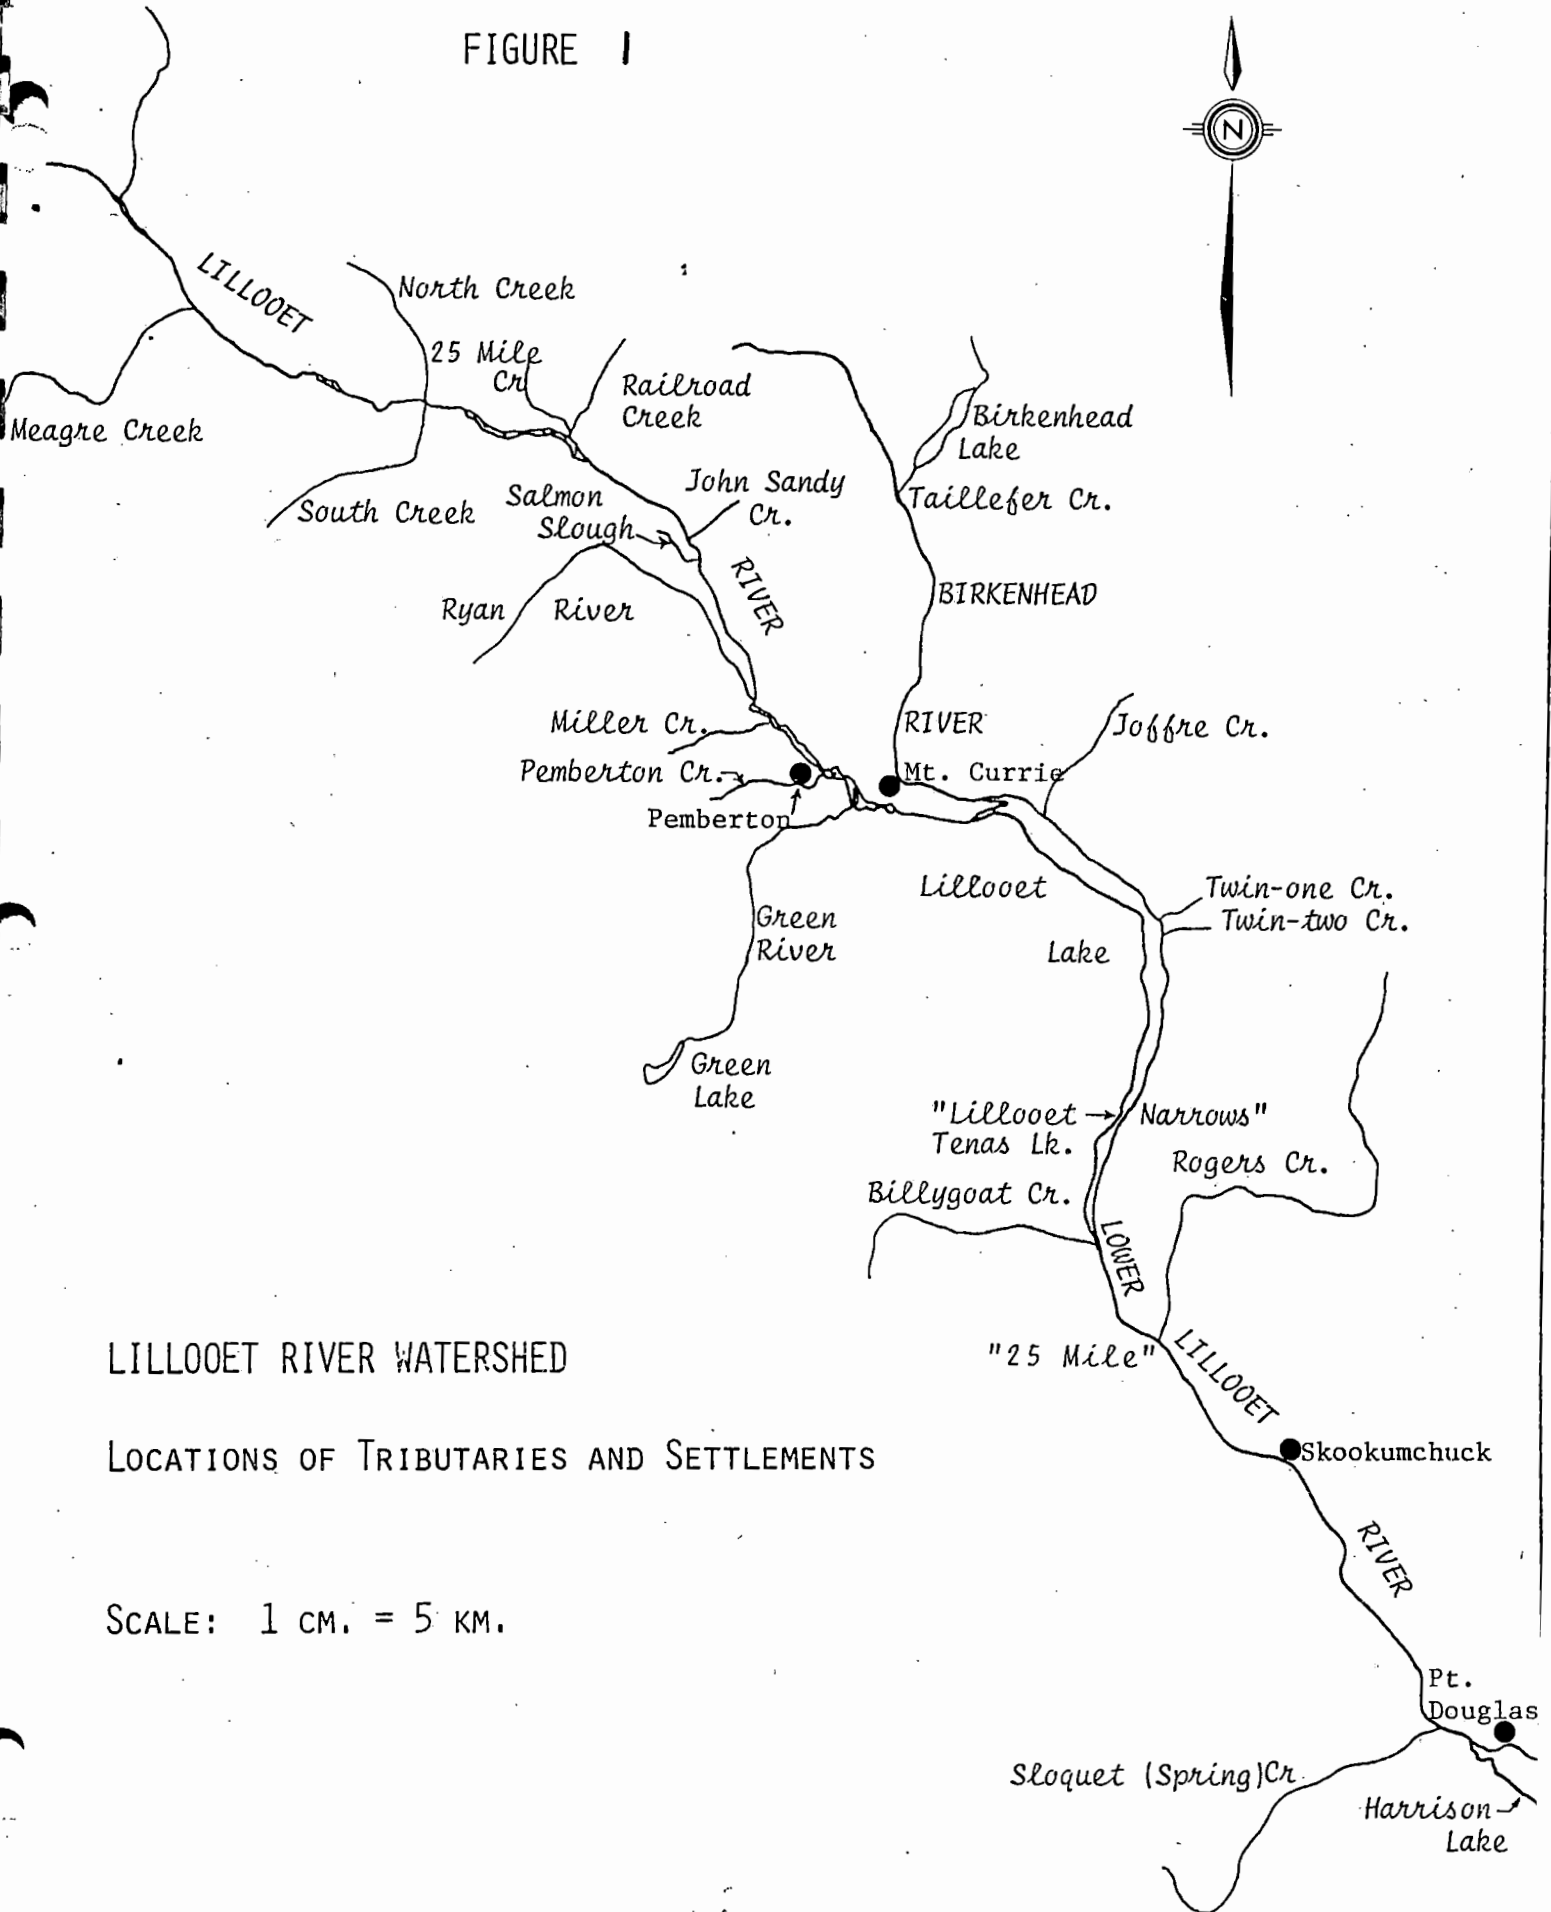 FIGURE 1
N
LILLOOET
North Creek
25 Mile
Cr.
Railroad
Creek
Meagre Creek
Birkenhead
Lake
South Creek
Salmon
Slough
John Sandy
Cr.
Taillefer Cr.
RIVER
Ryan River
BIRKENHEAD
Miller Cr.
RIVER
Joffre Cr.
Pemberton Cr.
Mt. Currie
Pemberton
Lillooet
Lake
Twin-one Cr.
Twin-two Cr.
Green
River
Green
Lake
"Lillooet Narrows"
Tenas Lk.
Rogers Cr.
Billygoat Cr.
LOWER
LILLOOET
"25 Mile"
LILLOOET RIVER WATERSHED
LOCATIONS OF TRIBUTARIES AND SETTLEMENTS
Skookumchuck
RIVER
SCALE: 1 CM. = 5 KM.
Pt.
Douglas
Sloquet (Spring)Cr.
Harrison
Lake